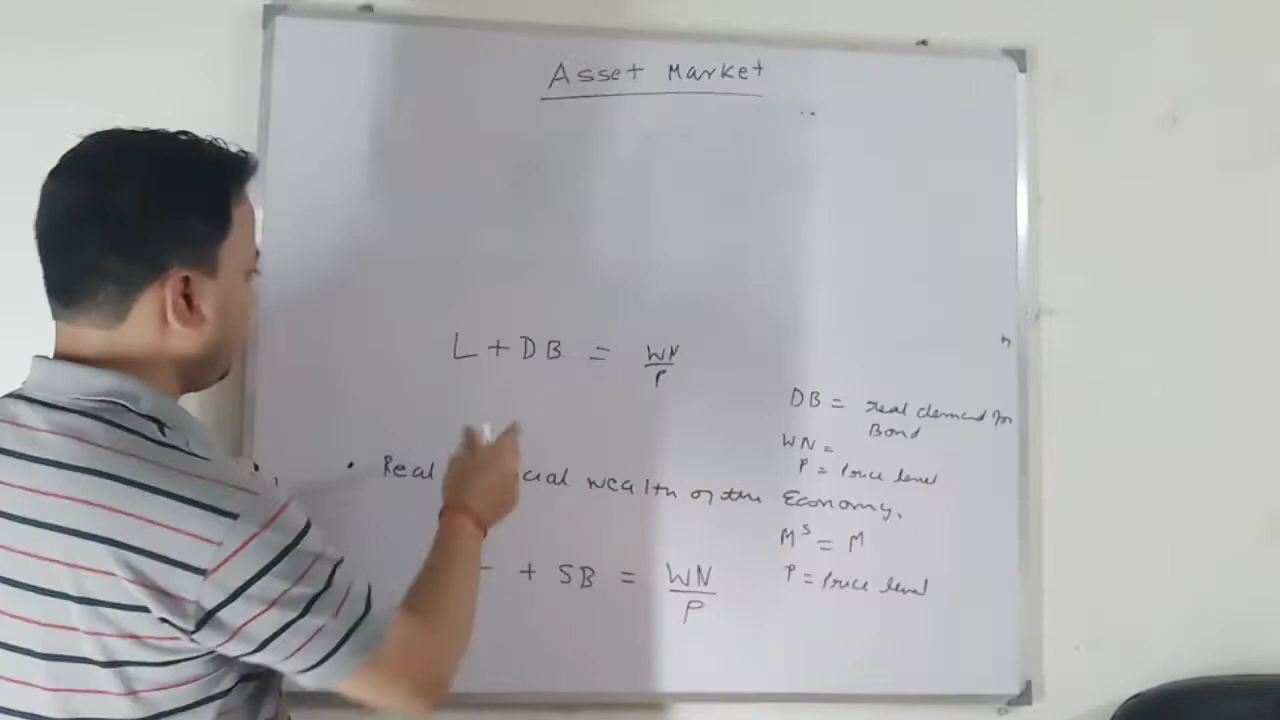 Asset Market
L + DB = WN/P
DB = real demand for
Bond
WN =
P = Price level
• Real cial wealth of the Economy.
M^s = M
+ SB = WN/P
P = Price level